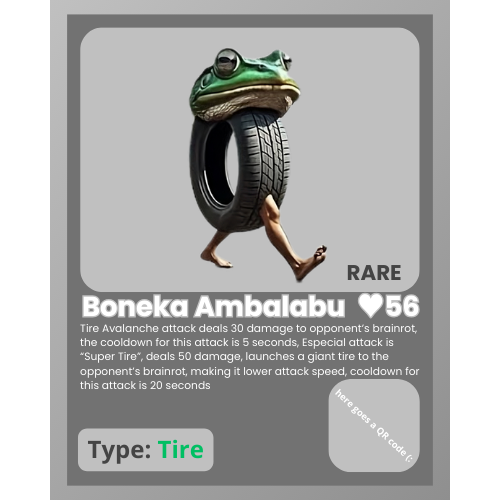 RARE
Boneka Ambalabu ♥56
Tire Avalanche attack deals 30 damage to opponent's brainrot,
the cooldown for this attack is 5 seconds, Especial attack is
“Super Tire”, deals 50 damage, launches a giant tire to the
opponent's brainrot, making it lower attack speed, cooldown for
this attack is 20 seconds
here goes a QR code (:
Type: Tire